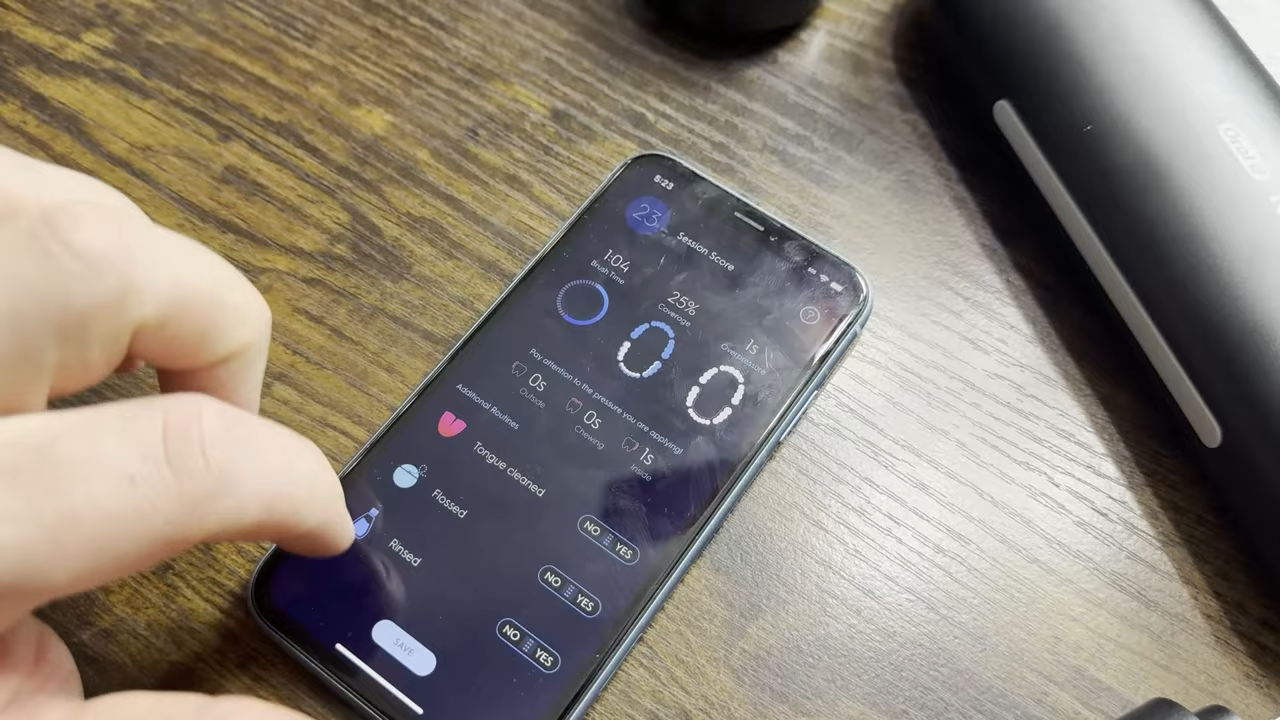 5:23
23
Session Score
?
1:04
Brush Time
25%
Coverage
1s
Overpressure
Pay attention to the pressure you are applying!
0s
Outside
0s
Chewing
1s
Inside
Additional Routines
Tongue cleaned
NO YES
Flossed
NO YES
Rinsed
NO YES
SAVE
Oral B